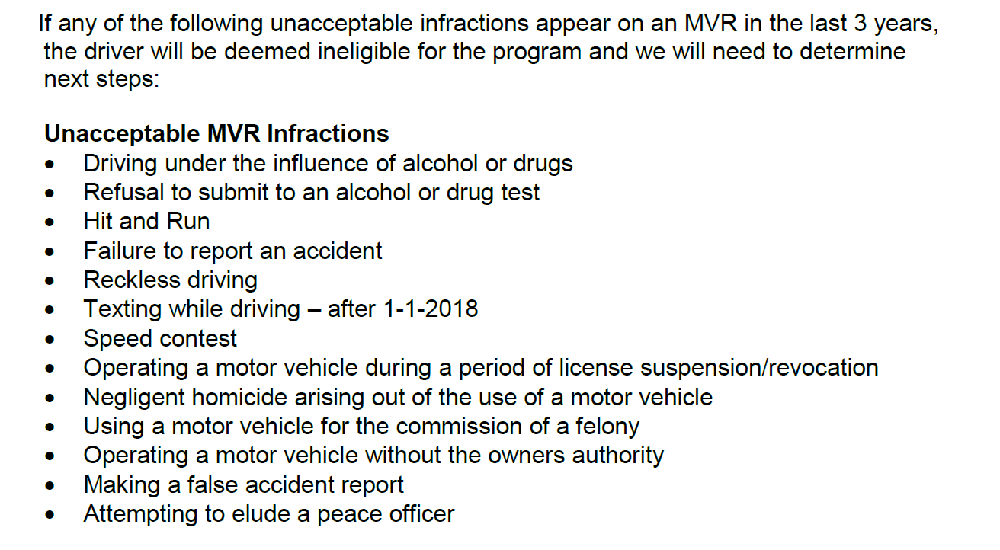 If any of the following unacceptable infractions appear on an MVR in the last 3 years,
the driver will be deemed ineligible for the program and we will need to determine
next steps:
Unacceptable MVR Infractions
• Driving under the influence of alcohol or drugs
• Refusal to submit to an alcohol or drug test
• Hit and Run
• Failure to report an accident
• Reckless driving
• Texting while driving – after 1-1-2018
• Speed contest
• Operating a motor vehicle during a period of license suspension/revocation
• Negligent homicide arising out of the use of a motor vehicle
• Using a motor vehicle for the commission of a felony
• Operating a motor vehicle without the owners authority
• Making a false accident report
• Attempting to elude a peace officer